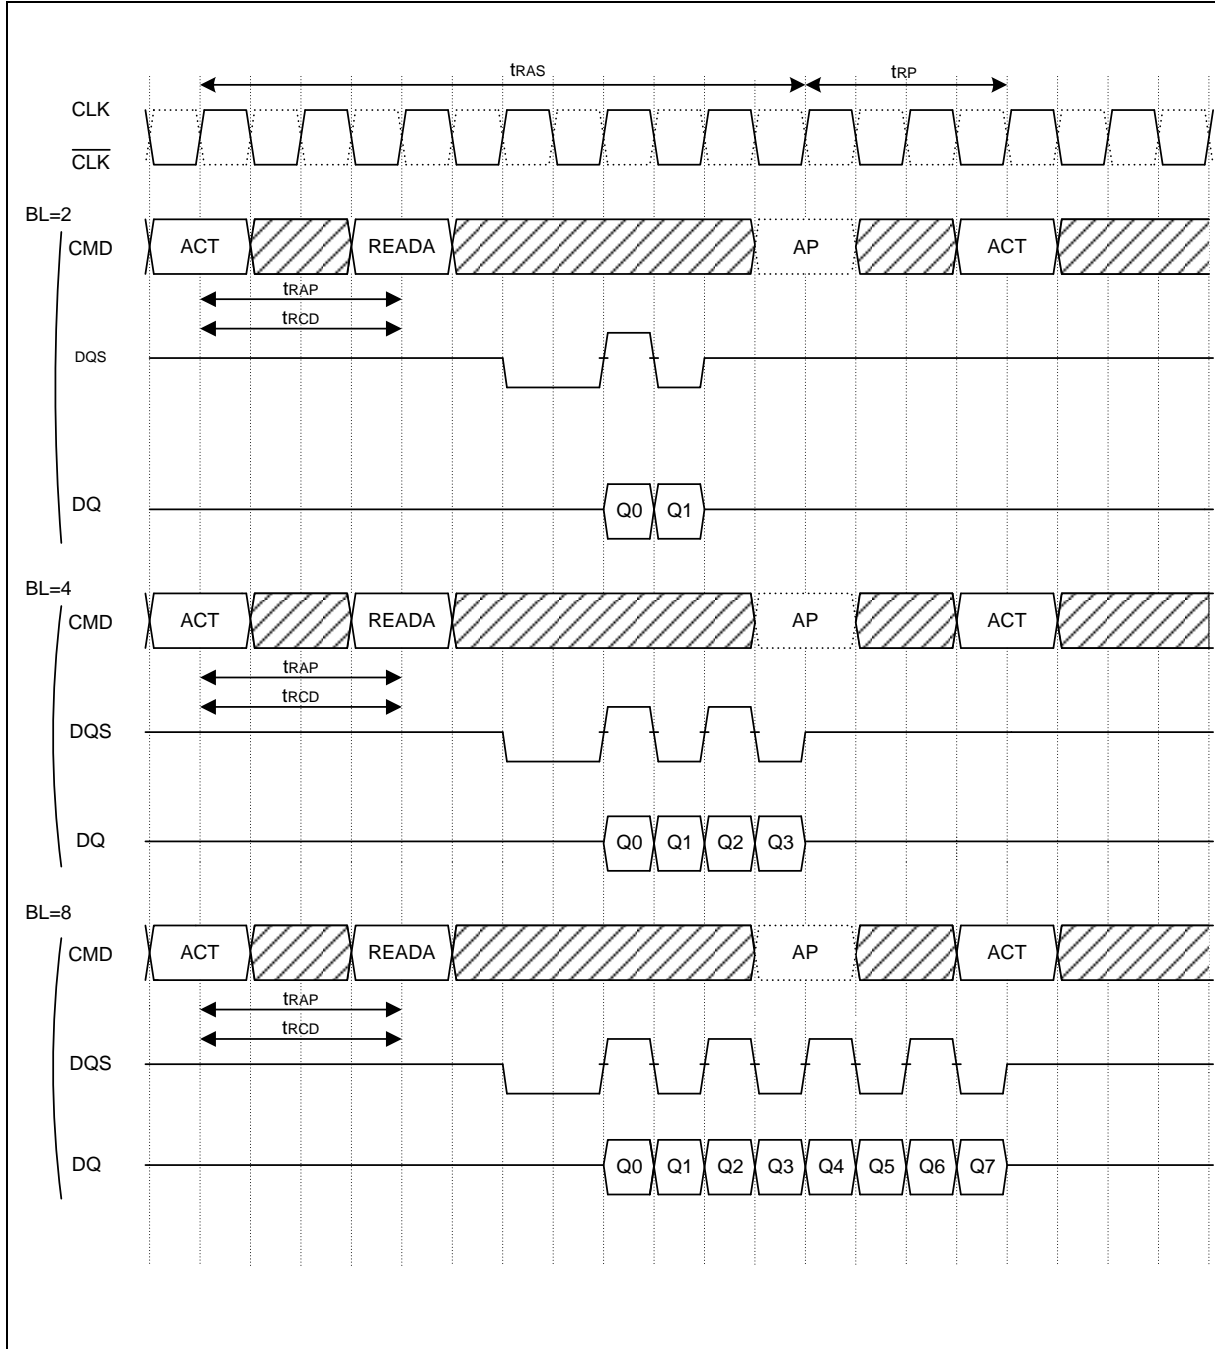 tRAS tRP
CLK
CLK
BL=2
CMD ACT READA AP ACT
tRAP
tRCD
DQS
DQ Q0 Q1
BL=4
CMD ACT READA AP ACT
tRAP
tRCD
DQS
DQ Q0 Q1 Q2 Q3
BL=8
CMD ACT READA AP ACT
tRAP
tRCD
DQS
DQ Q0 Q1 Q2 Q3 Q4 Q5 Q6 Q7